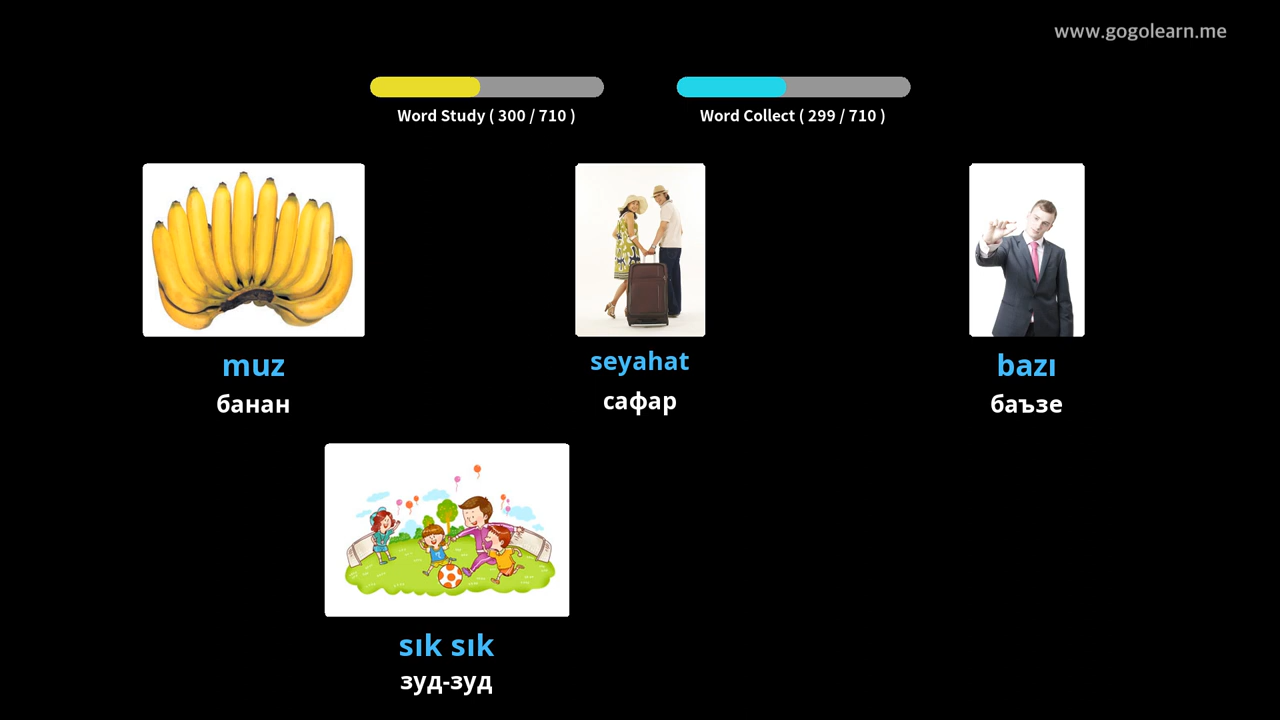 www.gogolearn.me
Word Study ( 300 / 710 )
Word Collect ( 299 / 710 )
muz
банан
seyahat
сафар
bazı
баъзе
sık sık
зуд-зуд